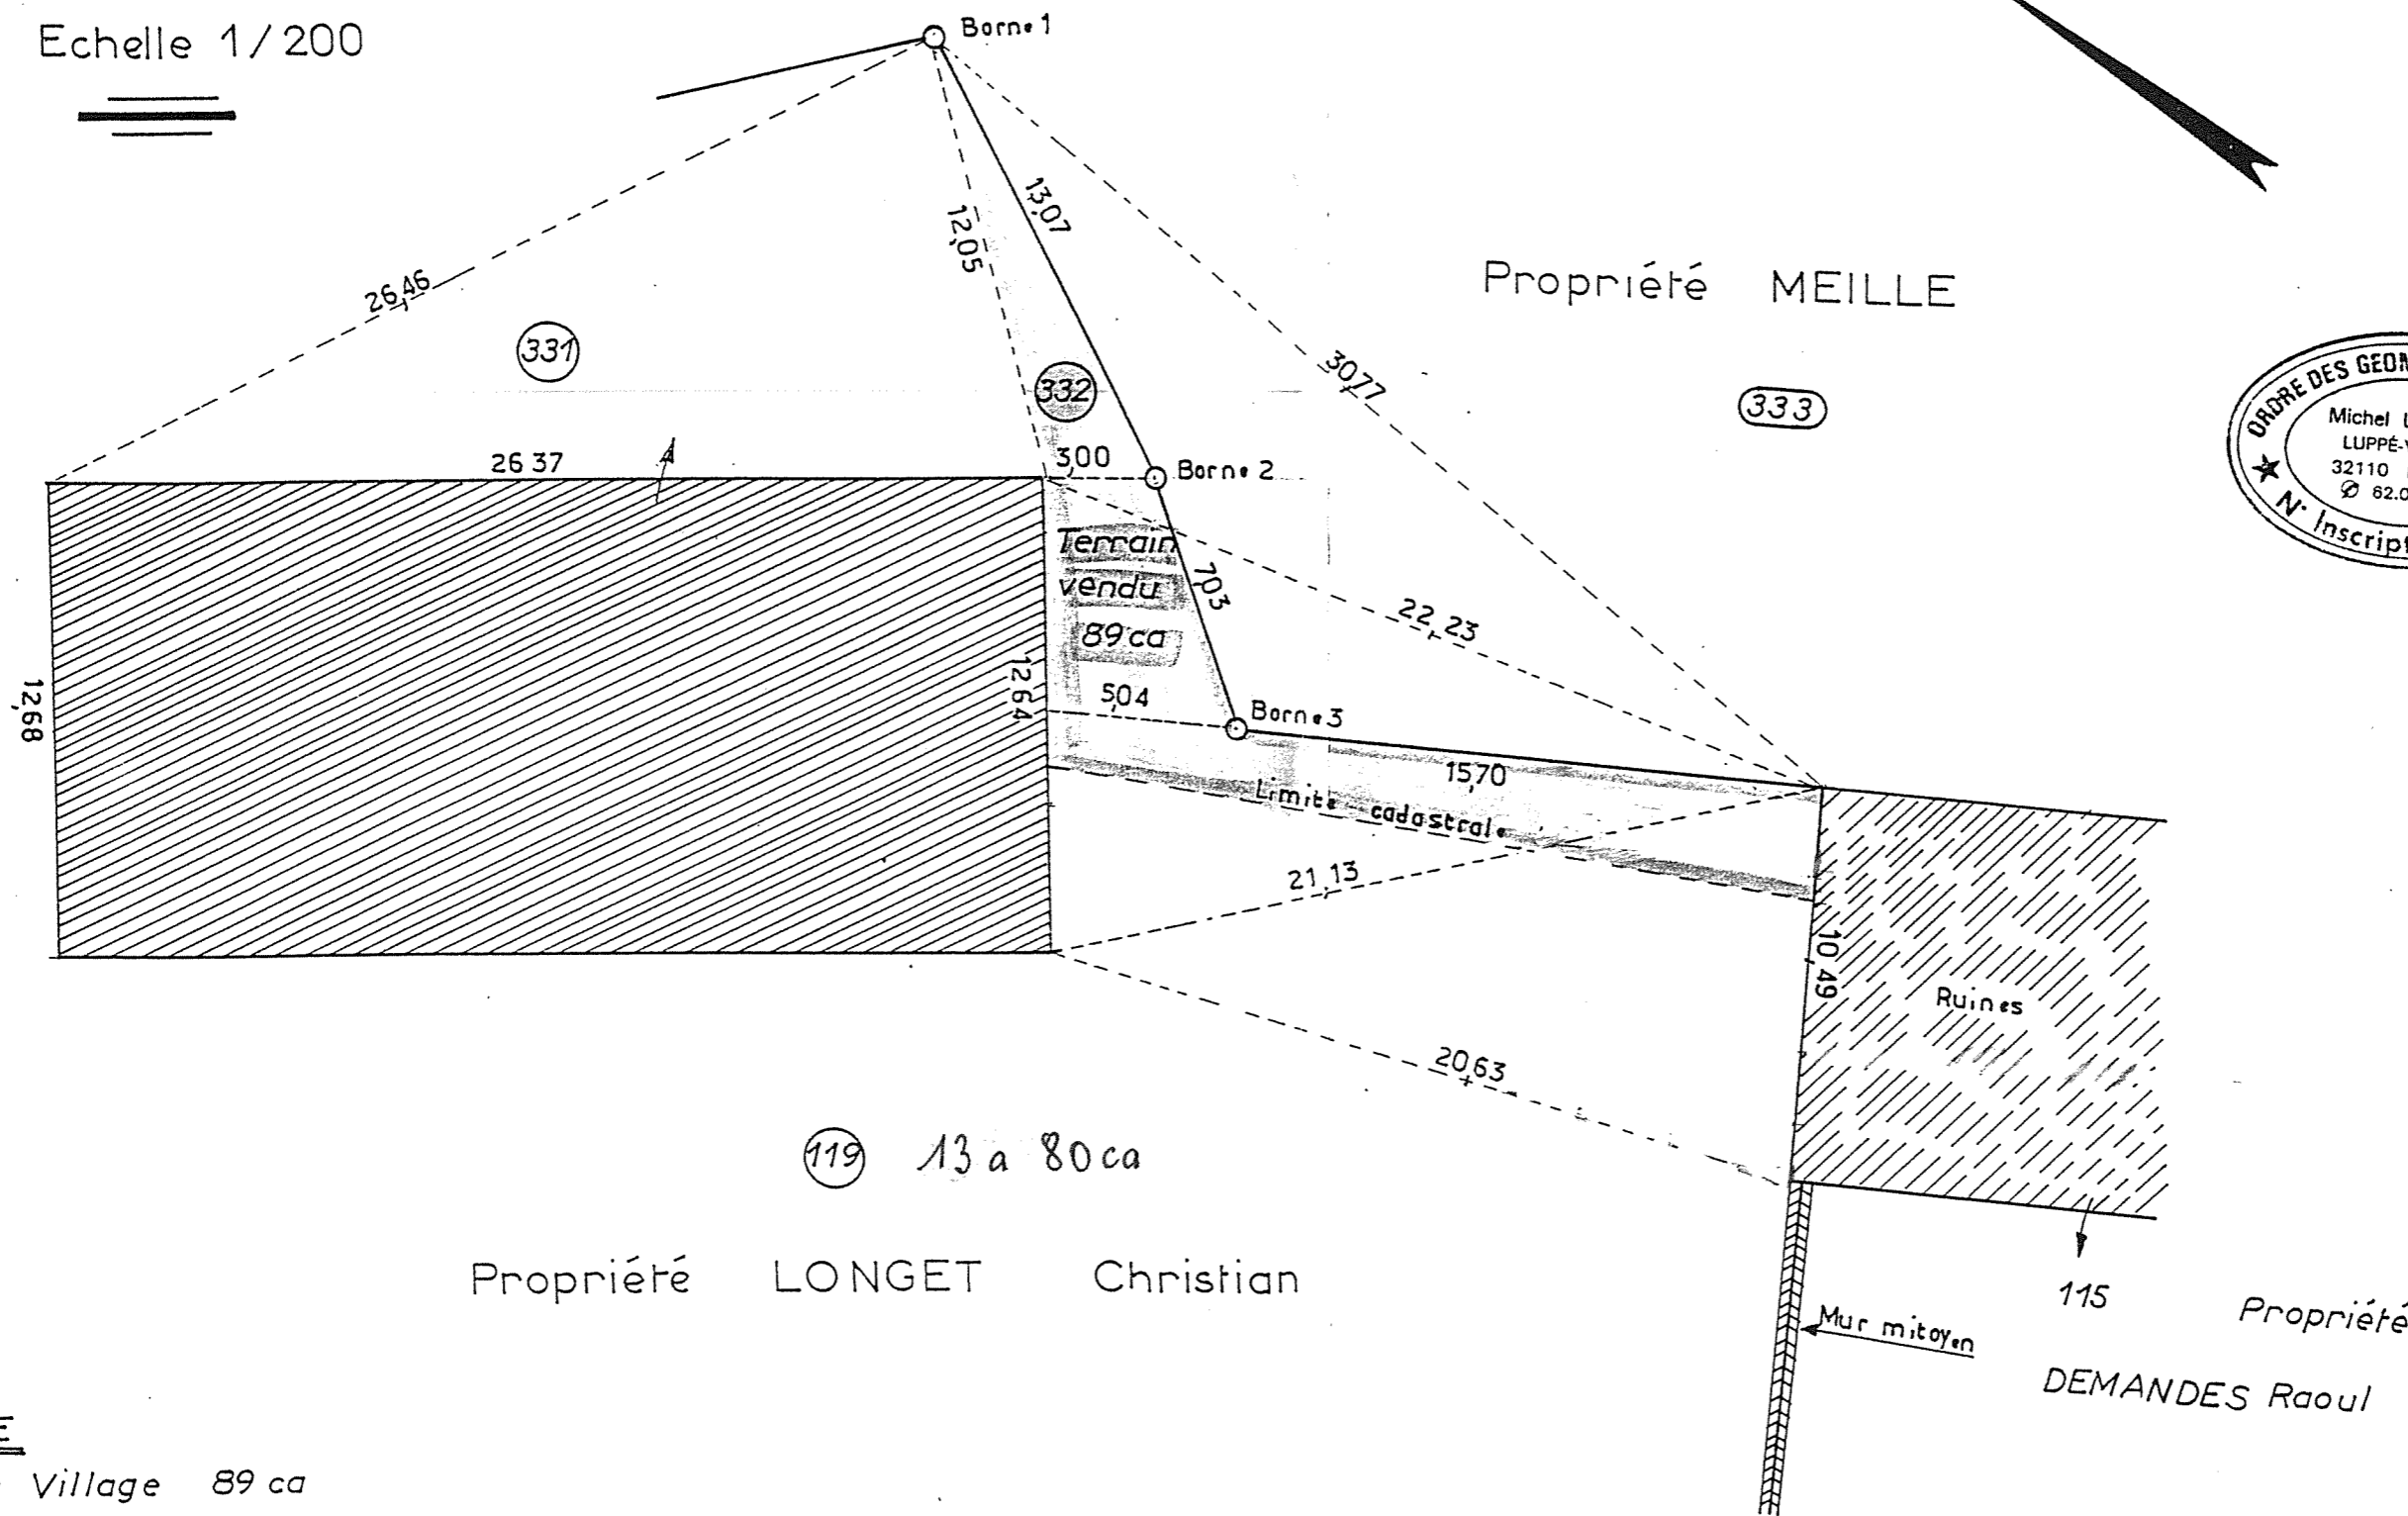 Echelle 1/200
Borne 1
13,07
12,05
26,46
Propriété MEILLE
331
332
30,77
333
ORDRE DES
Michel
32110
N° Inscript
26 37
3,00
Borne 2
Terrain
vendu
89 ca
7,03
22,23
12,68
12 64
5,04
Borne 3
15,70
Limite cadastrale
21,13
10,49
Ruines
20,63
119 13 a 80 ca
Propriété LONGET Christian
115
Propriété
Mur mitoyen
DEMANDES Raoul
Village 89 ca